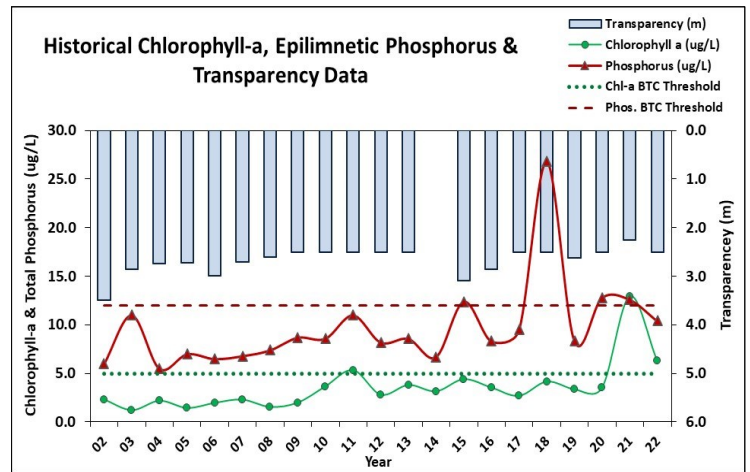 Historical Chlorophyll-a, Epilimnetic Phosphorus &
Transparency Data
Transparency (m)
Chlorophyll a (ug/L)
Phosphorus (ug/L)
Chl-a BTC Threshold
Phos. BTC Threshold
Chlorophyll-a & Total Phosphorus (ug/L)
30.0
25.0
20.0
15.0
10.0
5.0
0.0
0.0
1.0
2.0
3.0
4.0
5.0
6.0
Transparencey (m)
02 03 04 05 06 07 08 09 10 11 12 13 14 15 16 17 18 19 20 21 22
Year